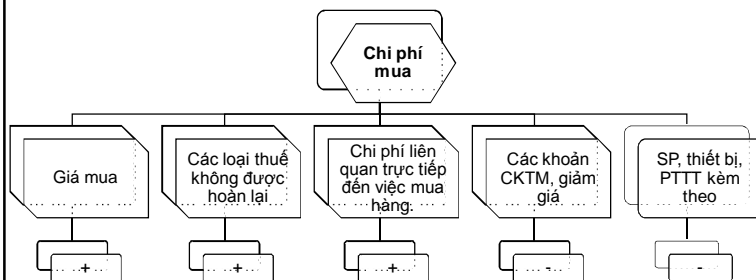 Chi phí
mua
Giá mua
Các loại thuế
không được
hoàn lại
Chi phí liên
quan trực tiếp
đến việc mua
hàng.
Các khoản
CKTM, giảm
giá
SP, thiết bị,
PTTT kèm
theo
+
+
+
-
-